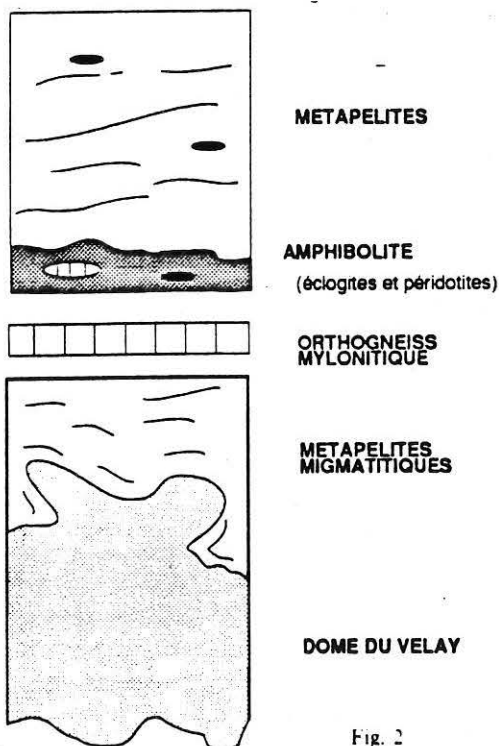 METAPELITES
AMPHIBOLITE
(éclogites et péridotites)
ORTHOGNEISS
MYLONITIQUE
METAPELITES
MIGMATITIQUES
DOME DU VELAY
Fig. 2